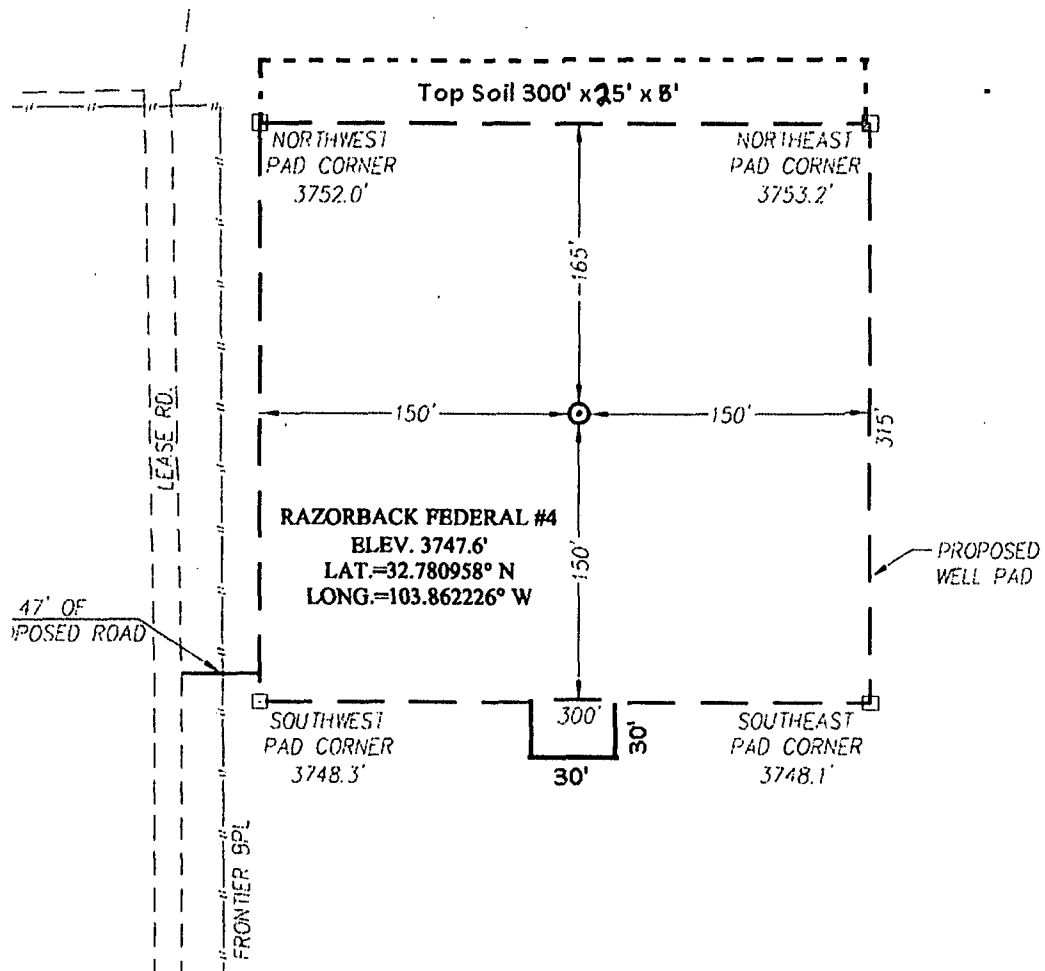 Top Soil 300' x 25' x 8'
NORTHWEST
PAD CORNER
3752.0'
NORTHEAST
PAD CORNER
3753.2'
165'
150'
150'
315'
LEASE RD.
RAZORBACK FEDERAL #4
ELEV. 3747.6'
LAT.=32.780958° N
LONG.=103.862226° W
150'
PROPOSED
WELL PAD
47' OF
OPOSED ROAD
SOUTHWEST
PAD CORNER
3748.3'
300'
30'
30'
SOUTHEAST
PAD CORNER
3748.1'
FRONTIER BPL